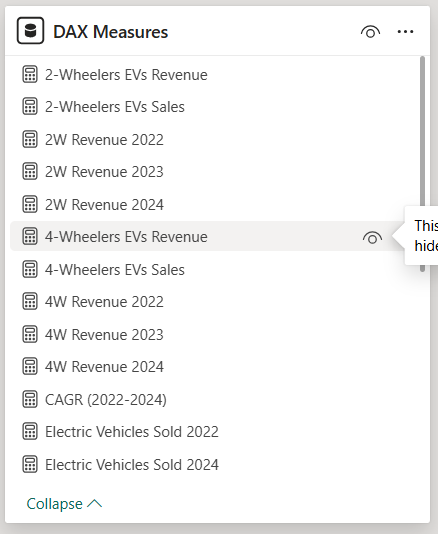 DAX Measures
2-Wheelers EVs Revenue
2-Wheelers EVs Sales
2W Revenue 2022
2W Revenue 2023
2W Revenue 2024
4-Wheelers EVs Revenue
This
hide
4-Wheelers EVs Sales
4W Revenue 2022
4W Revenue 2023
4W Revenue 2024
CAGR (2022-2024)
Electric Vehicles Sold 2022
Electric Vehicles Sold 2024
Collapse